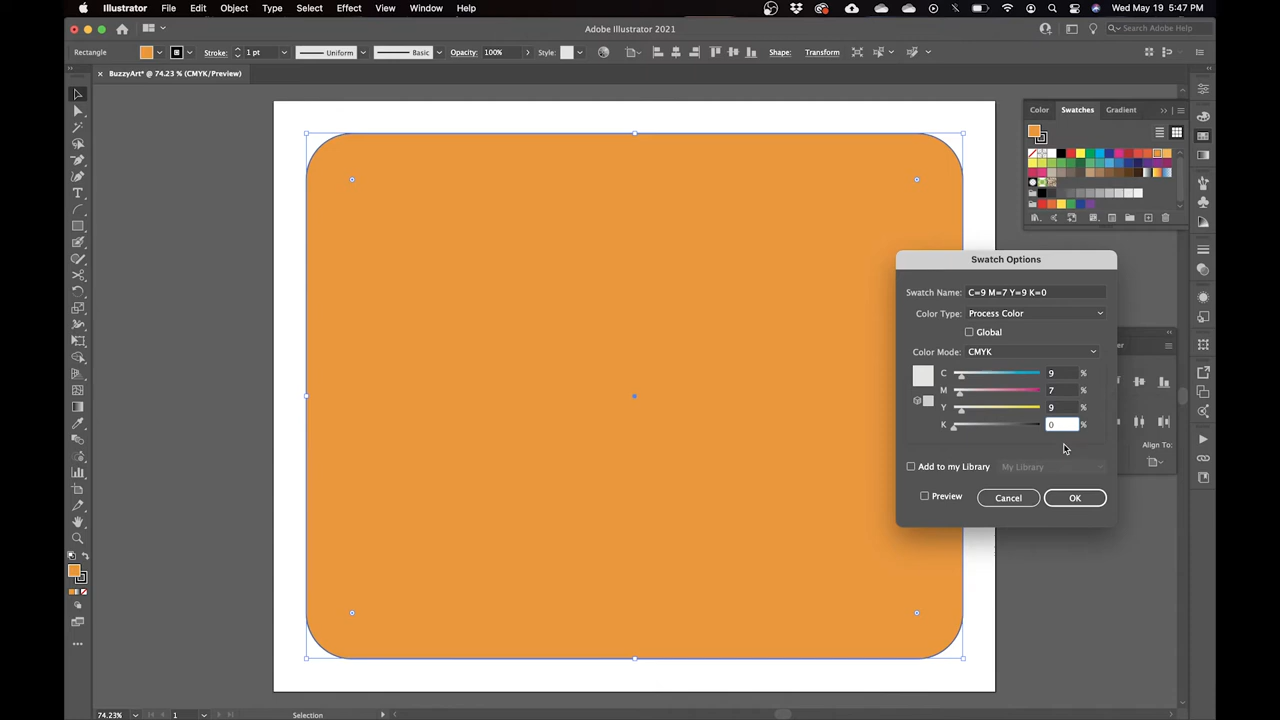 Illustrator File Edit Object Type Select Effect View Window Help Wed May 19 5:47 PM
Adobe Illustrator 2021 Search Adobe Help
Rectangle Stroke: 1 pt Uniform Basic Opacity: 100% Style: Shape: Transform
× BuzzyArt* @ 74.23 % (CMYK/Preview)
Color Swatches Gradient
Swatch Options
Swatch Name: C=9 M=7 Y=9 K=0
Color Type: Process Color
Global
Color Mode: CMYK
C 9 %
M 7 %
Y 9 %
K 0 %
Align To:
Add to my Library My Library
Preview Cancel OK
74.23% 1 Selection